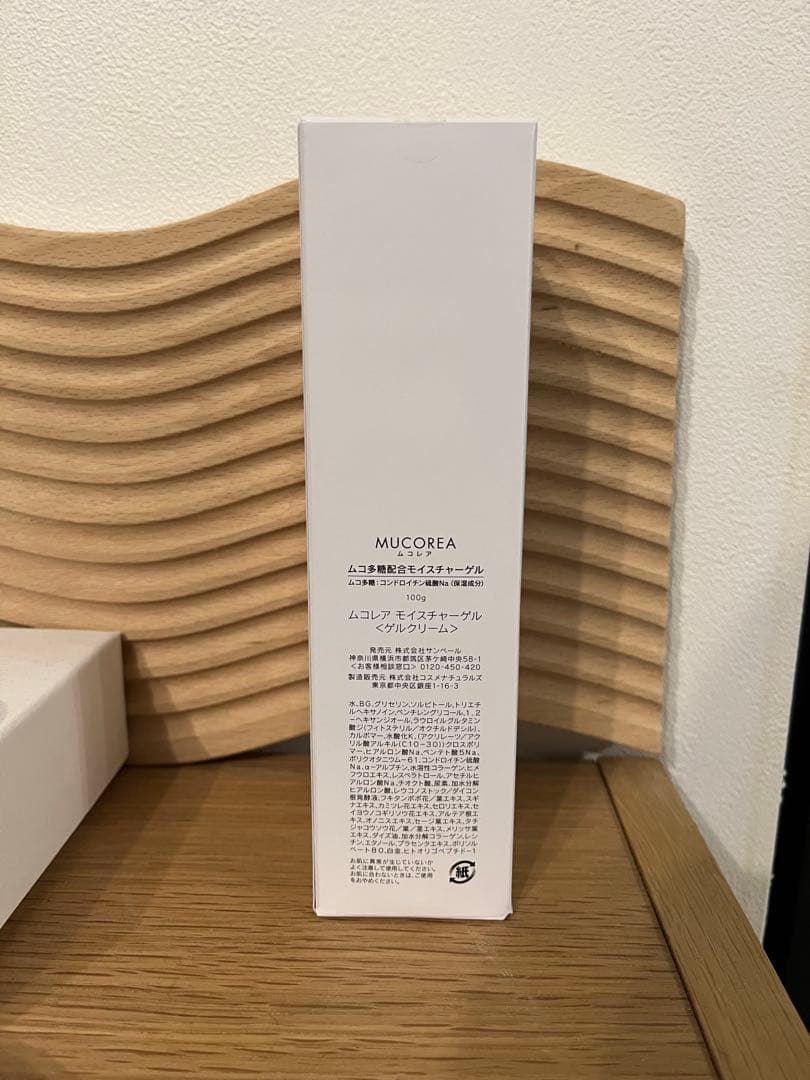 MUCOREA
ムコレア
ムコ多糖配合モイスチャーゲル
ムコ多糖:コンドロイチン硫酸Na(保湿成分)
100g
ムコレア モイスチャーゲル
<ゲルクリーム>
発売元 株式会社サンベール
神奈川県横浜市都筑区茅ケ崎中央58-1
<お客様相談窓口> 0120-450-420
製造販売元 株式会社コスメナチュラルズ
東京都中央区銀座1-16-3
水,BG,グリセリン,ソルビトール,トリエチ
ルヘキサノイン,ペンチレングリコール,1,2
-ヘキサンジオール,ラウロイルグルタミン
酸ジ(フィトステリル/オクチルドデシル),
カルボマー,水酸化K,(アクリレーツ/アク
リル酸アルキル(C10-30))クロスポリ
マー,ヒアルロン酸Na,ペンテト酸5Na,
ポリクオタニウム-61,コンドロイチン硫酸
Na,α-アルブチン,水溶性コラーゲン,ヒメ
フウロエキス,レスベラトロール,アセチルヒ
アルロン酸Na,チオクト酸,尿素,加水分解
ヒアルロン酸,レウコノストック/ダイコン
根発酵液,フキタンポポ花/葉エキス,スギ
ナエキス,カミツレ花エキス,セロリエキス,セ
イヨウノコギリソウ花エキス,アルテア根エ
キス,オノニスエキス,セージ葉エキス,タチ
ジャコウソウ花/葉/茎エキス,メリッサ葉
エキス,ダイズ油,加水分解コラーゲン,レシ
チン,エタノール,プラセンタエキス,ポリソル
ベート80,白金,ヒトオリゴペプチド-1
お肌に異常が生じていないか
よく注意して使用してください。
お肌に合わないときは、ご使用
をおやめください。
紙